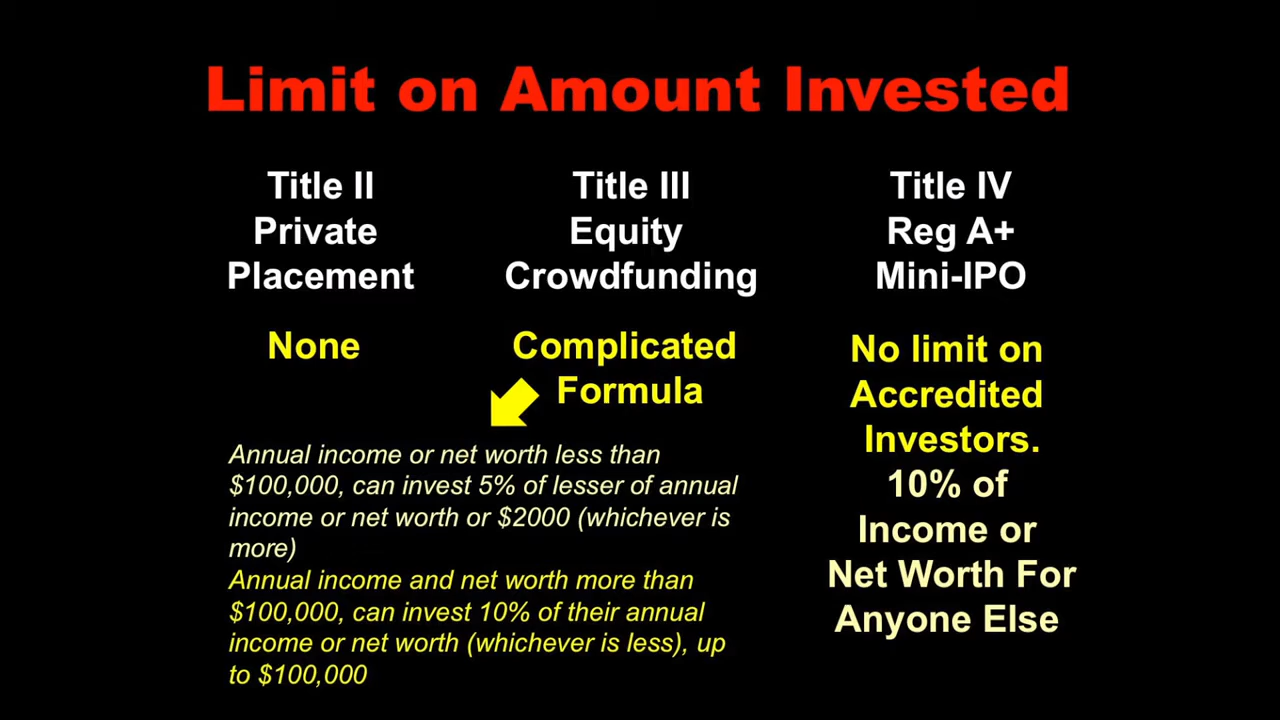 Limit on Amount Invested
Title II
Private
Placement
None
Title III
Equity
Crowdfunding
Complicated
Formula
Annual income or net worth less than
$100,000, can invest 5% of lesser of annual
income or net worth or $2000 (whichever is
more)
Annual income and net worth more than
$100,000, can invest 10% of their annual
income or net worth (whichever is less), up
to $100,000
Title IV
Reg A+
Mini-IPO
No limit on
Accredited
Investors.
10% of
Income or
Net Worth For
Anyone Else